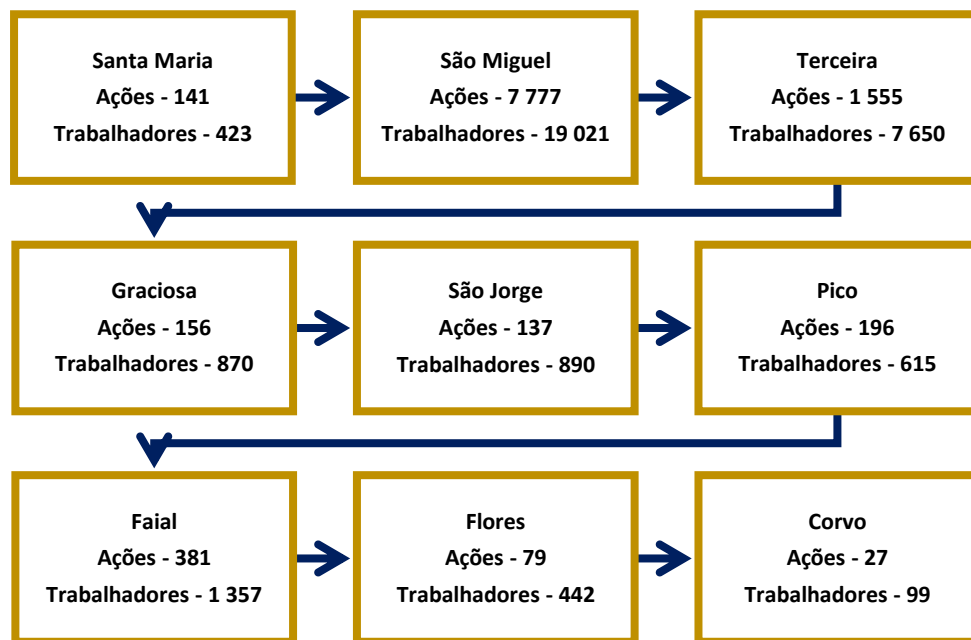 Santa Maria
Ações - 141
Trabalhadores - 423
São Miguel
Ações - 7 777
Trabalhadores - 19 021
Terceira
Ações - 1 555
Trabalhadores - 7 650
Graciosa
Ações - 156
Trabalhadores - 870
São Jorge
Ações - 137
Trabalhadores - 890
Pico
Ações - 196
Trabalhadores - 615
Faial
Ações - 381
Trabalhadores - 1 357
Flores
Ações - 79
Trabalhadores - 442
Corvo
Ações - 27
Trabalhadores - 99